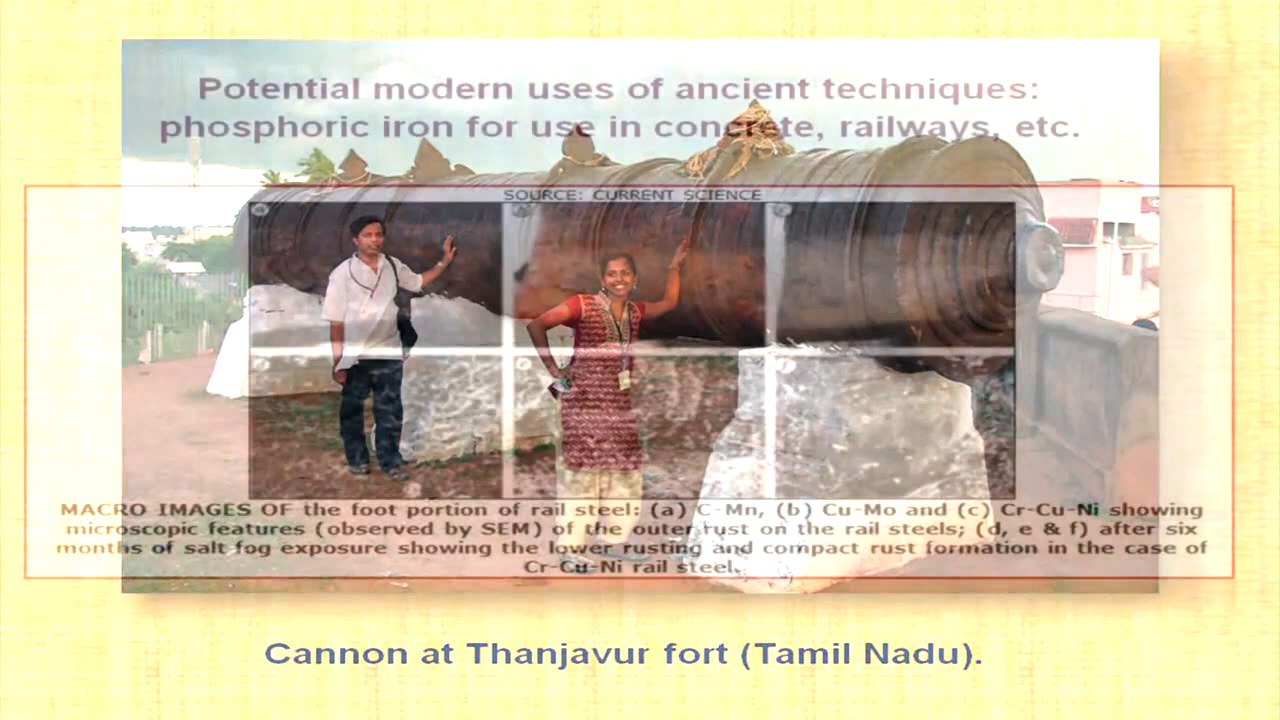 Potential modern uses of ancient techniques:
phosphoric iron for use in concrete, railways, etc.
SOURCE: CURRENT SCIENCE
MACRO IMAGES OF the foot portion of rail steel: (a) C-Mn, (b) Cu-Mo and (c) Cr-Cu-Ni showing
microscopic features (observed by SEM) of the outer rust on the rail steels; (d, e & f) after six
months of salt fog exposure showing the lower rusting and compact rust formation in the case of
Cr-Cu-Ni rail steel.
Cannon at Thanjavur fort (Tamil Nadu).